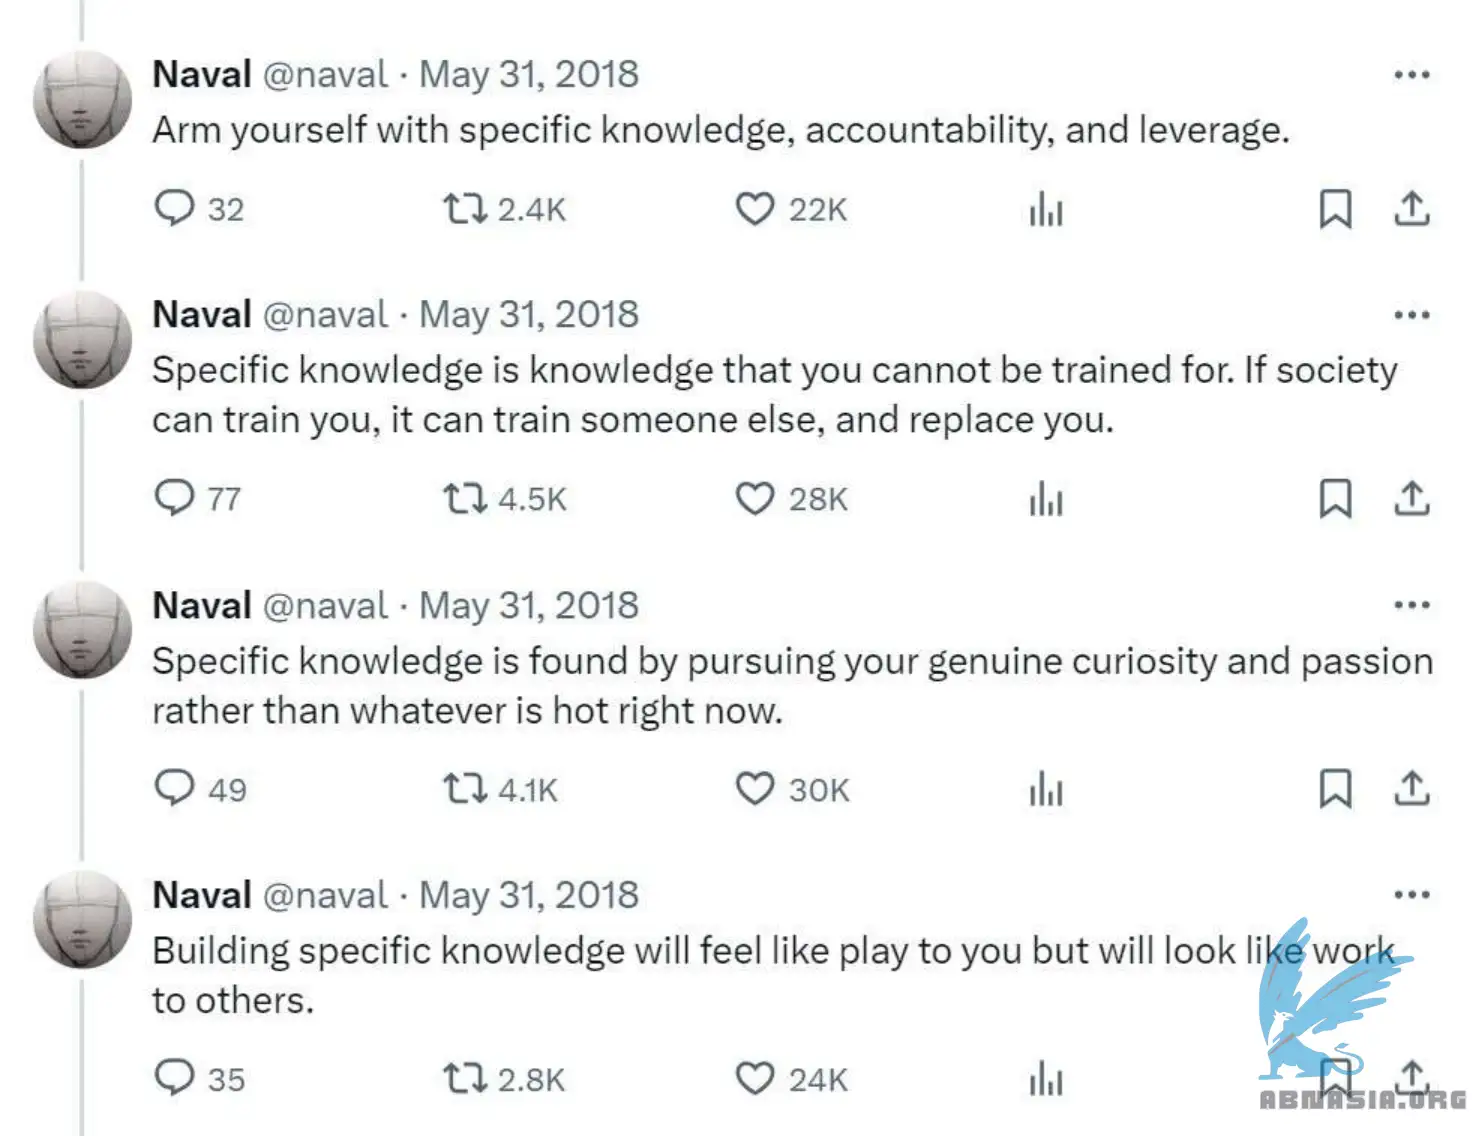 Naval @naval · May 31, 2018
Arm yourself with specific knowledge, accountability, and leverage.
32 2.4K 22K
Naval @naval · May 31, 2018
Specific knowledge is knowledge that you cannot be trained for. If society
can train you, it can train someone else, and replace you.
77 4.5K 28K
Naval @naval · May 31, 2018
Specific knowledge is found by pursuing your genuine curiosity and passion
rather than whatever is hot right now.
49 4.1K 30K
Naval @naval · May 31, 2018
Building specific knowledge will feel like play to you but will look like work
to others.
35 2.8K 24K
ABNASIA.ORG